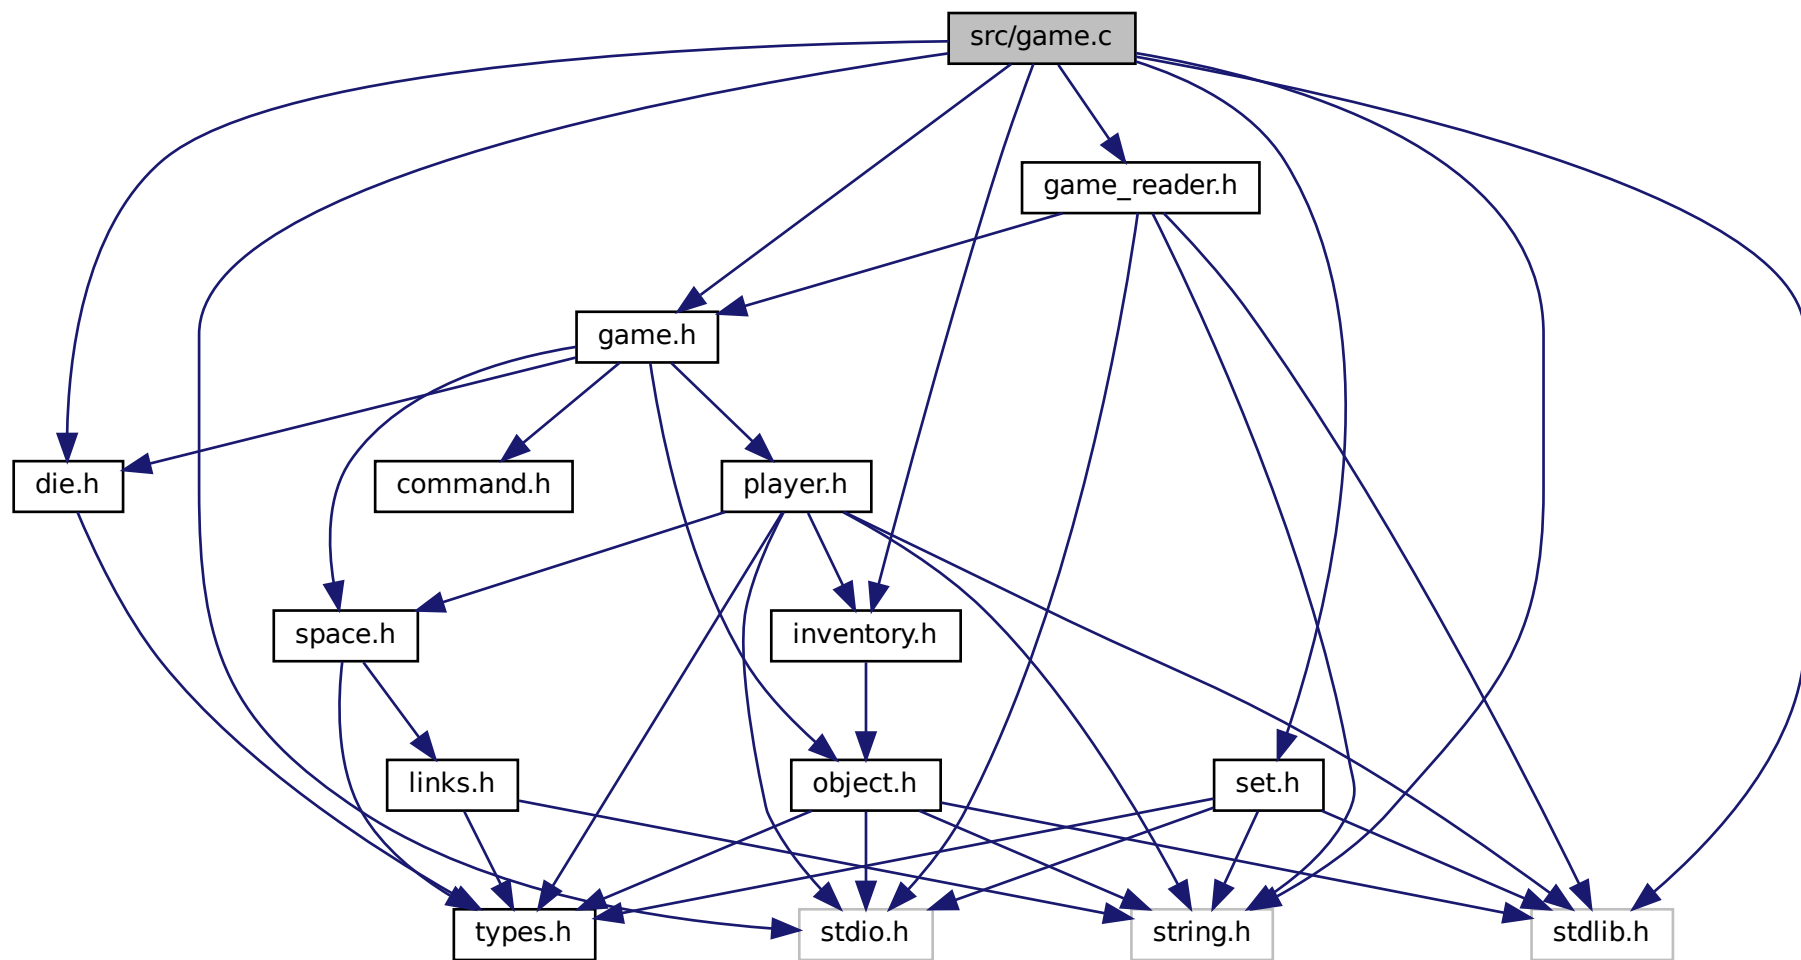 src/game.c
game_reader.h
game.h
die.h
command.h
player.h
space.h
inventory.h
links.h
object.h
set.h
types.h
stdio.h
string.h
stdlib.h